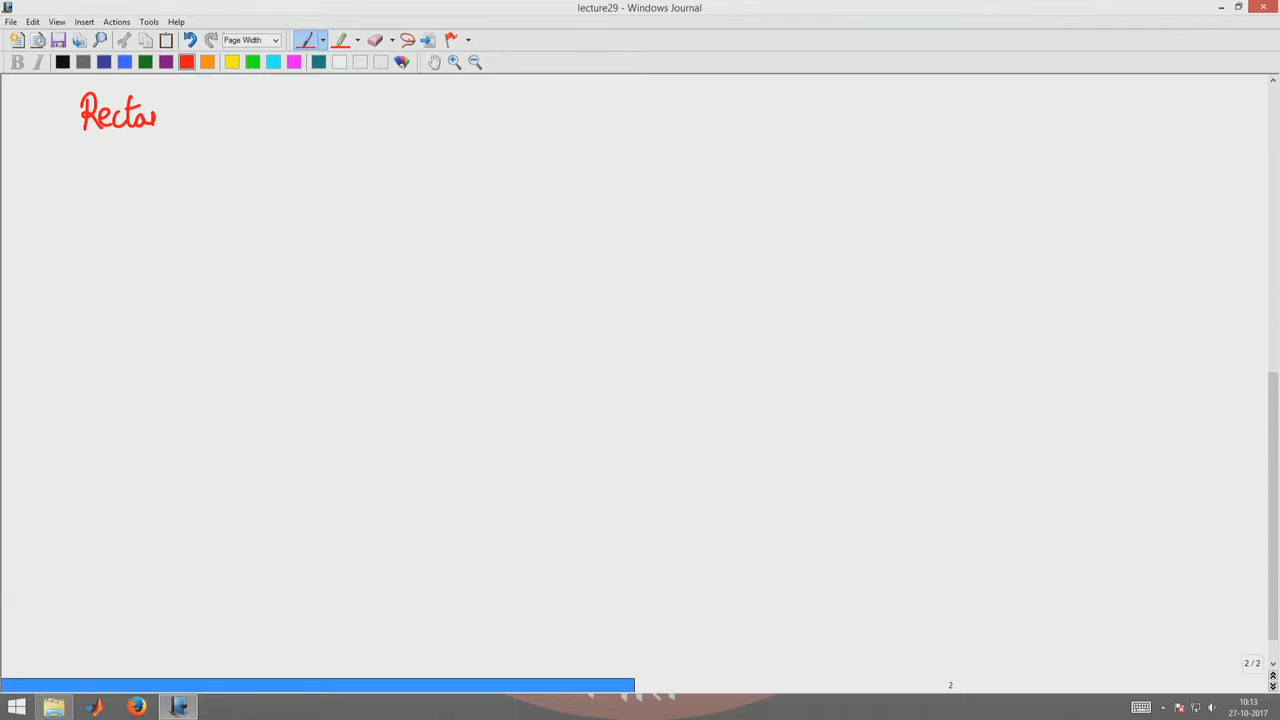 lecture29 - Windows Journal
File Edit View Insert Actions Tools Help
Page Width
B I
Recta
2 / 2
2
10:13
27-10-2017